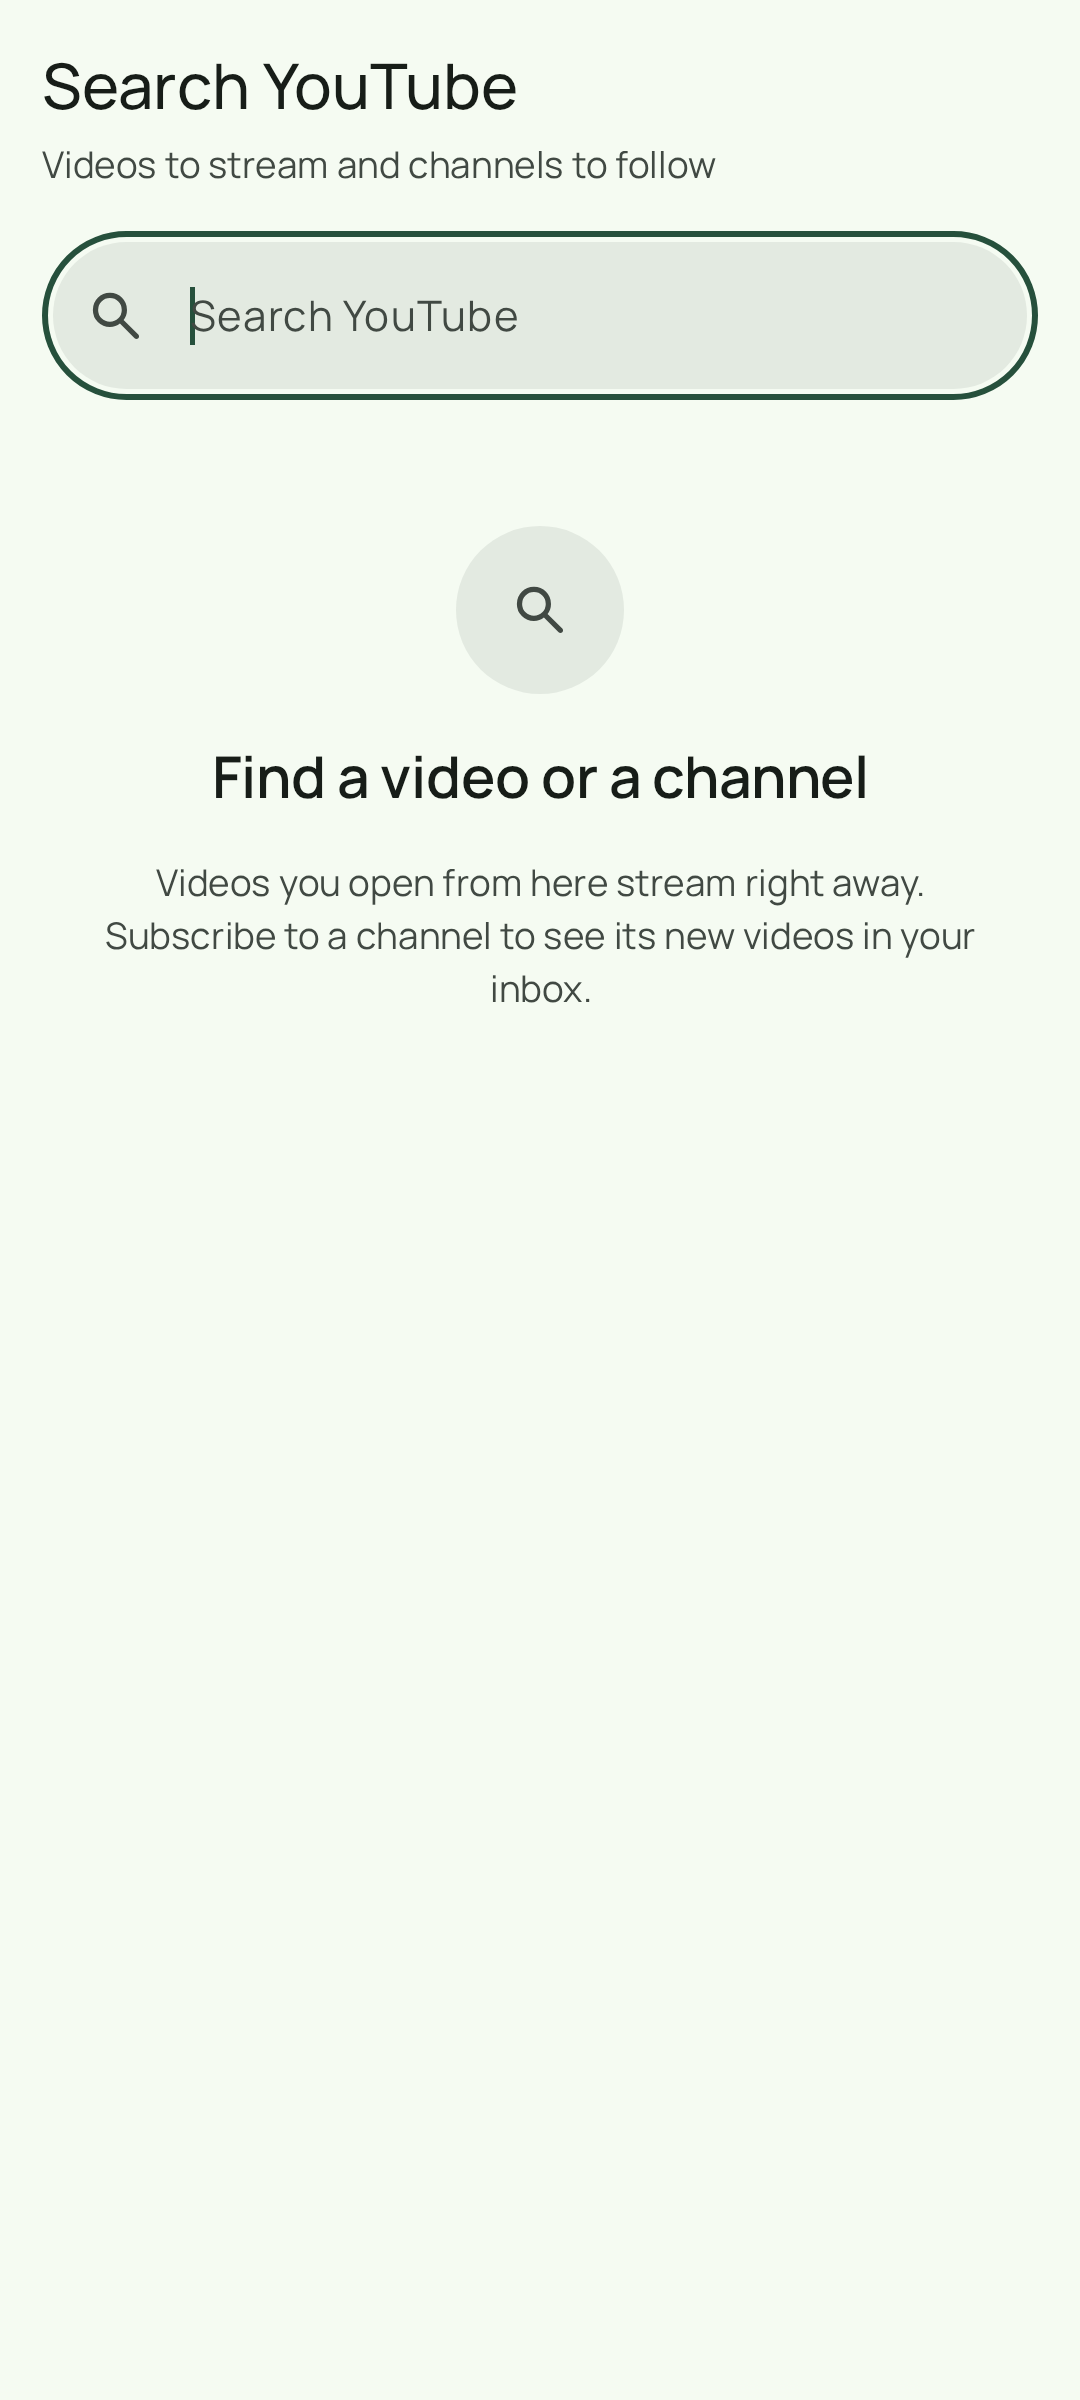 Search YouTube
Videos to stream and channels to follow
Search YouTube
Find a video or a channel
Videos you open from here stream right away.
Subscribe to a channel to see its new videos in your
inbox.